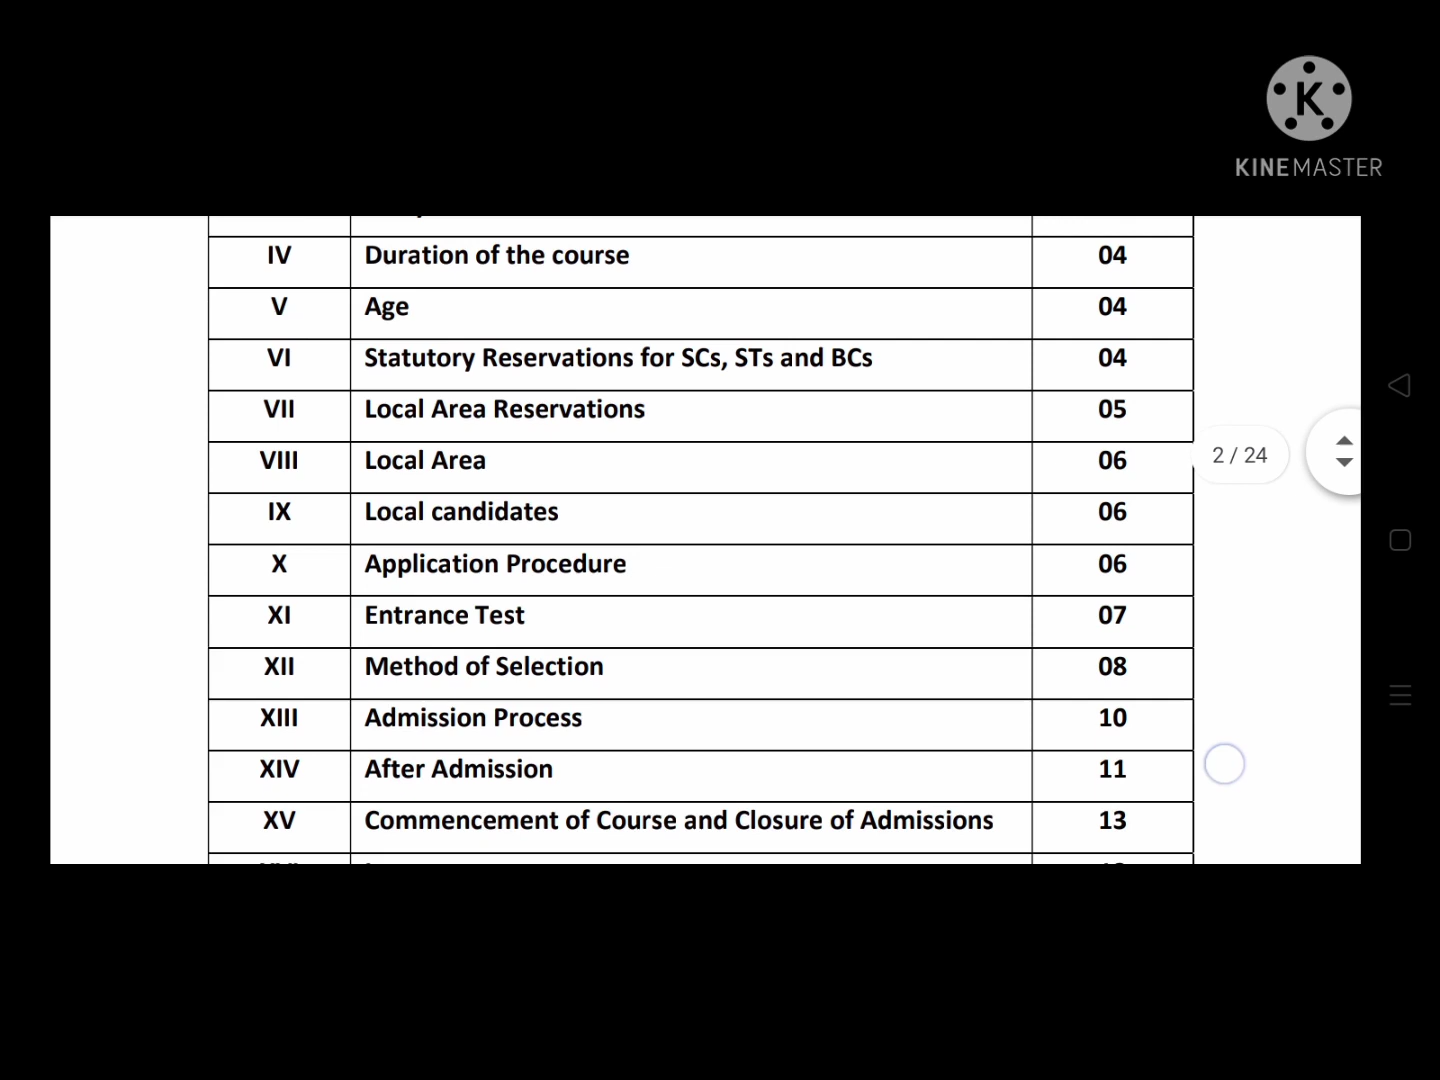 K
KINEMASTER
IV Duration of the course 04
V Age 04
VI Statutory Reservations for SCs, STs and BCs 04
VII Local Area Reservations 05
VIII Local Area 06
2 / 24
IX Local candidates 06
X Application Procedure 06
XI Entrance Test 07
XII Method of Selection 08
XIII Admission Process 10
XIV After Admission 11
XV Commencement of Course and Closure of Admissions 13